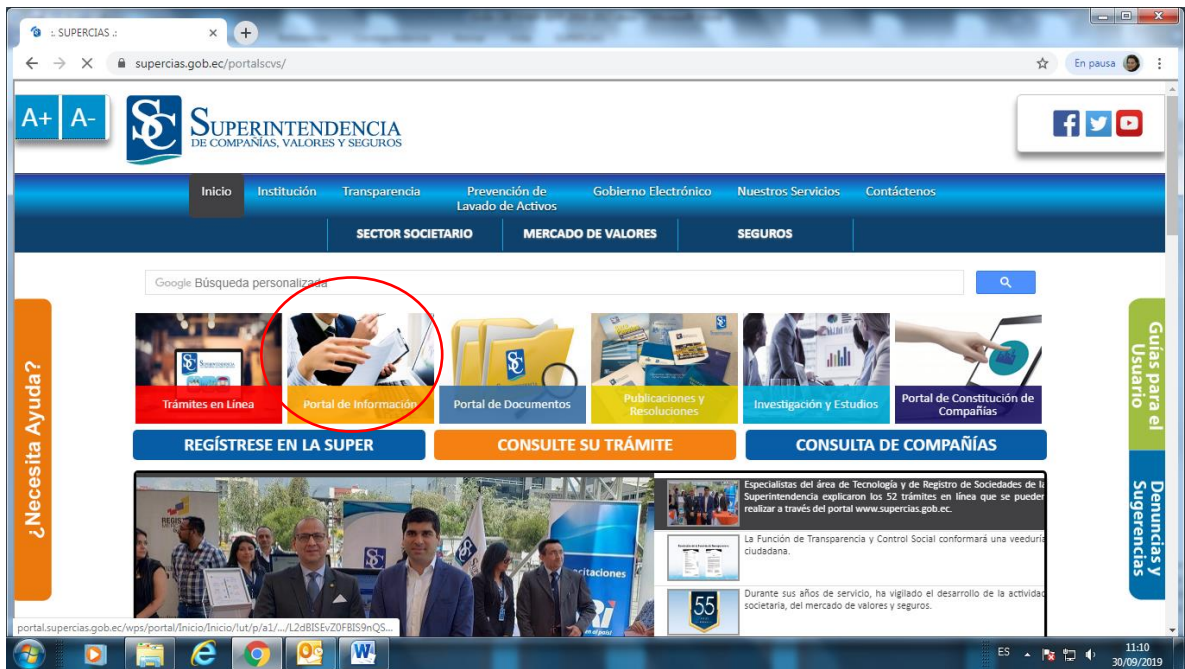 :. SUPERCIAS .:
supercias.gob.ec/portalscvs/
En pausa
A+ A-
SC
SUPERINTENDENCIA
DE COMPAÑÍAS, VALORES Y SEGUROS
Inicio
Institución
Transparencia
Prevención de
Lavado de Activos
Gobierno Electrónico
Nuestros Servicios
Contáctenos
SECTOR SOCIETARIO
MERCADO DE VALORES
SEGUROS
Google Búsqueda personalizada
Trámites en Línea
Portal de Información
Portal de Documentos
Publicaciones y
Resoluciones
Investigación y Estudios
Portal de Constitución de
Compañías
REGÍSTRESE EN LA SUPER
CONSULTE SU TRÁMITE
CONSULTA DE COMPAÑÍAS
¿Necesita Ayuda?
Guías para el
Usuario
Denuncias y
Sugerencias
Especialistas del área de Tecnología y de Registro de Sociedades de la
Superintendencia explicaron los 52 trámites en línea que se pueden
realizar a través del portal www.supercias.gob.ec.
La Función de Transparencia y Control Social conformará una veeduría
ciudadana.
55
Durante sus años de servicio, ha vigilado el desarrollo de la actividad
societaria, del mercado de valores y seguros.
portal.supercias.gob.ec/wps/portal/Inicio/Inicio/!ut/p/a1/.../L2dBISEvZ0FBIS9nQS...
ES
11:10
30/09/2019